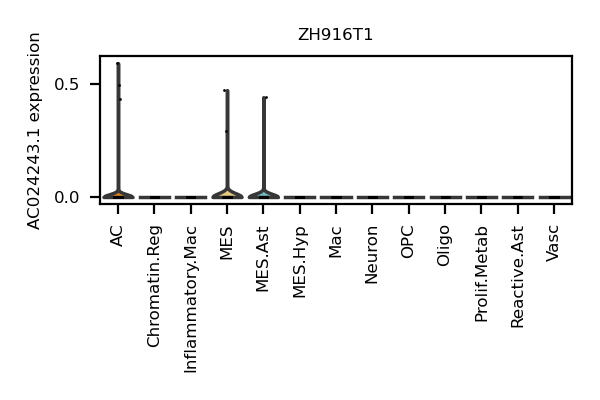 ZH916T1
AC024243.1 expression
0.5
0.0
AC
Chromatin.Reg
Inflammatory.Mac
MES
MES.Ast
MES.Hyp
Mac
Neuron
OPC
Oligo
Prolif.Metab
Reactive.Ast
Vasc